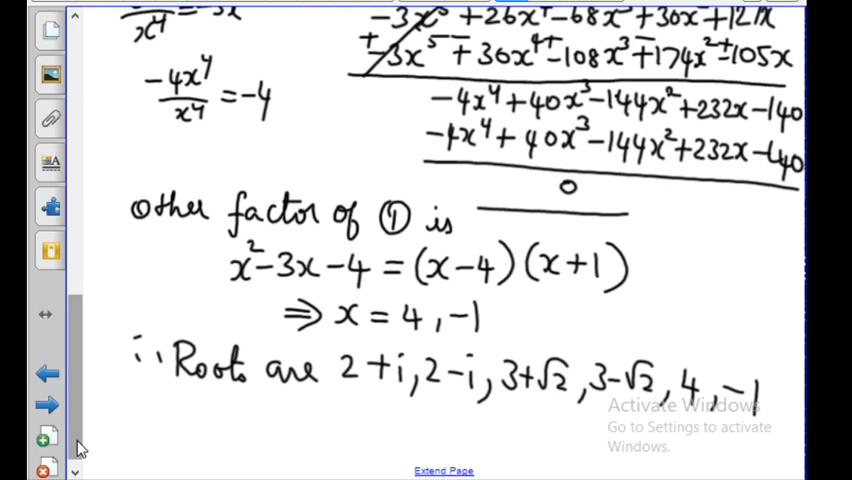 -3x⁵ + 26x⁴ - 68x³ + 30x² + 127x
-3x⁵ + 36x⁴ - 108x³ + 174x² - 105x
-4x⁴/x⁴ = -4
-4x⁴ + 40x³ - 144x² + 232x - 140
-4x⁴ + 40x³ - 144x² + 232x - 140
0
Other factor of ① is
x² - 3x - 4 = (x-4)(x+1)
⇒ x = 4, -1
∴ Roots are 2+i, 2-i, 3+√2, 3-√2, 4, -1
Activate Windows
Go to Settings to activate
Windows.
Extend Page